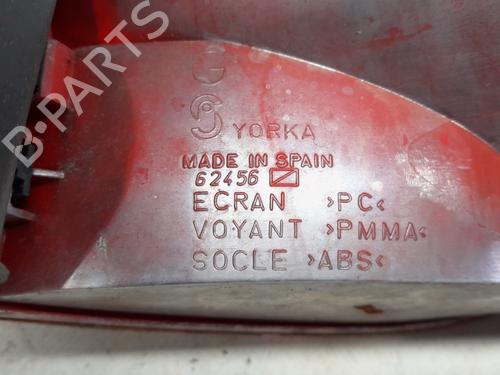 B-PARTS
YORKA
MADE IN SPAIN
62456
ECRAN >PC<
VOYANT >PMMA<
SOCLE >ABS<